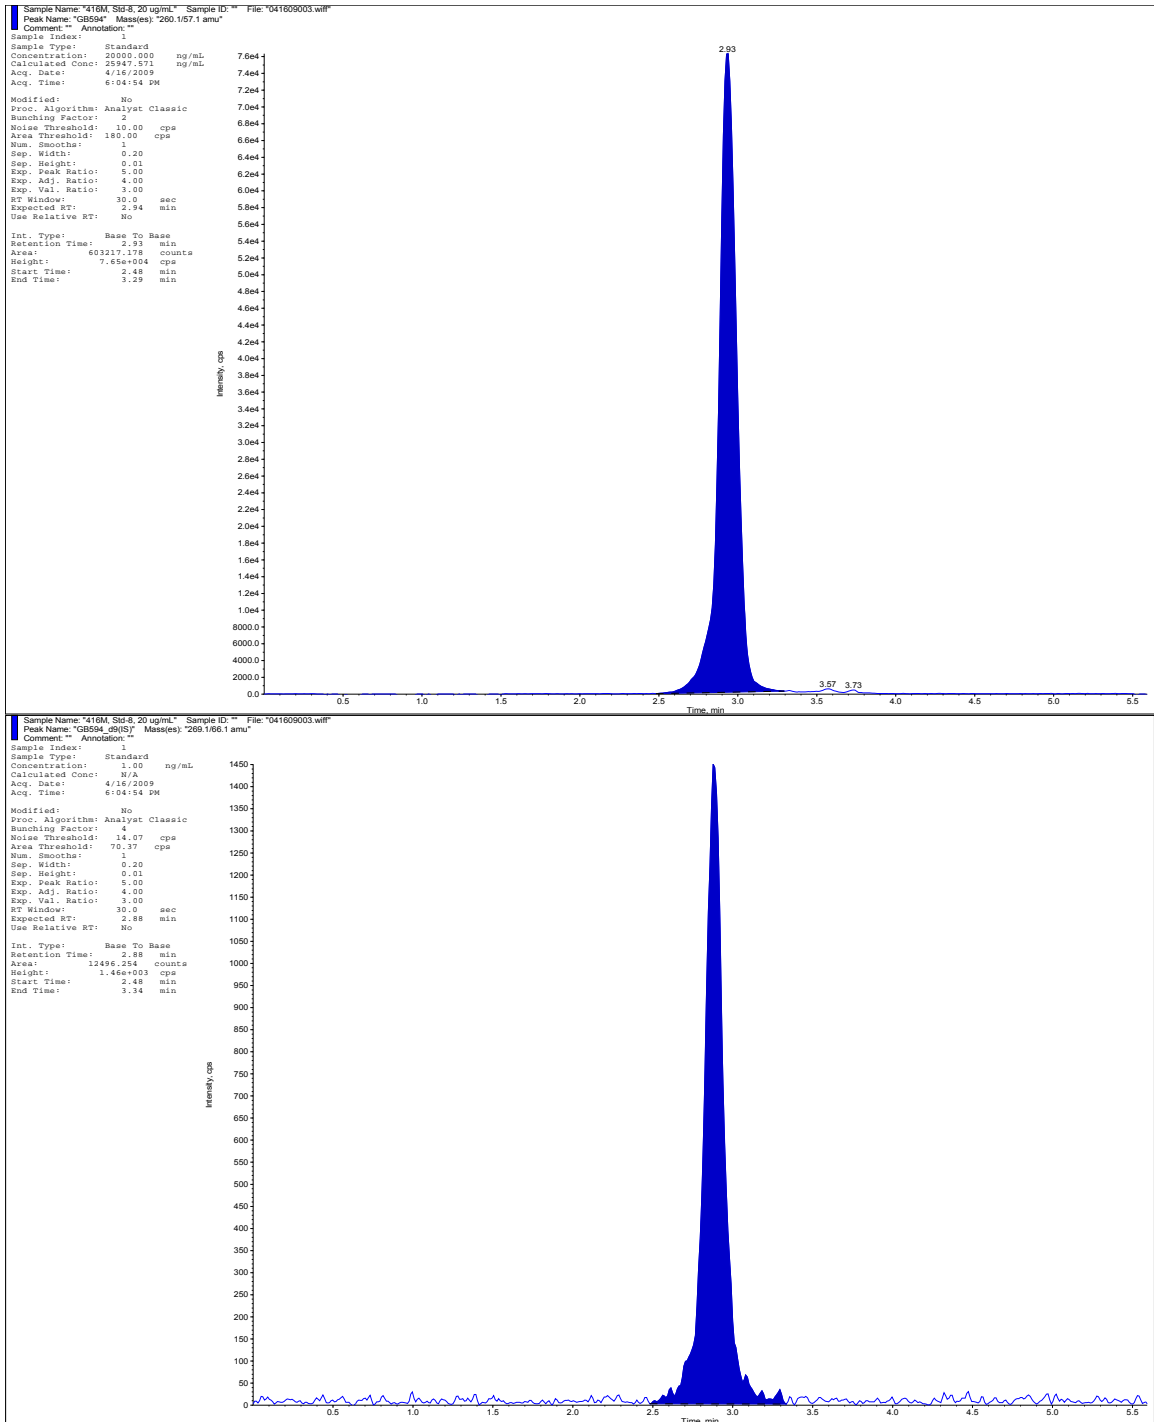 Sample Name: "416M, Std-8, 20 ug/mL"    Sample ID: ""    File: "041609003.wiff"
Peak Name: "GB594"    Mass(es): "260.1/57.1 amu"
Comment: ""    Annotation: ""
Sample Index:    1
Sample Type:    Standard
Concentration:    20000.000    ng/mL
Calculated Conc:    25947.571    ng/mL
Acq. Date:    4/16/2009
Acq. Time:    6:04:54 PM
Modified:    No
Proc. Algorithm: Analyst Classic
Bunching Factor:    2
Noise Threshold:    10.00    cps
Area Threshold:    180.00    cps
Num. Smooths:    1
Sep. Width:    0.20
Sep. Height:    0.01
Exp. Peak Ratio:    5.00
Exp. Adj. Ratio:    4.00
Exp. Val. Ratio:    3.00
RT Window:    30.0    sec
Expected RT:    2.94    min
Use Relative RT:    No
Int. Type:    Base To Base
Retention Time:    2.93    min
Area:    603217.178    counts
Height:    7.65e+004    cps
Start Time:    2.48    min
End Time:    3.29    min
Intensity, cps
7.6e4
7.4e4
7.2e4
7.0e4
6.8e4
6.6e4
6.4e4
6.2e4
6.0e4
5.8e4
5.6e4
5.4e4
5.2e4
5.0e4
4.8e4
4.6e4
4.4e4
4.2e4
4.0e4
3.8e4
3.6e4
3.4e4
3.2e4
3.0e4
2.8e4
2.6e4
2.4e4
2.2e4
2.0e4
1.8e4
1.6e4
1.4e4
1.2e4
1.0e4
8000.0
6000.0
4000.0
2000.0
0.0
2.93
3.57 3.73
0.5 1.0 1.5 2.0 2.5 3.0 3.5 4.0 4.5 5.0 5.5
Time, min
Sample Name: "416M, Std-8, 20 ug/mL"    Sample ID: ""    File: "041609003.wiff"
Peak Name: "GB594_d9(IS)"    Mass(es): "269.1/66.1 amu"
Comment: ""    Annotation: ""
Sample Index:    1
Sample Type:    Standard
Concentration:    1.00    ng/mL
Calculated Conc:    N/A
Acq. Date:    4/16/2009
Acq. Time:    6:04:54 PM
Modified:    No
Proc. Algorithm: Analyst Classic
Bunching Factor:    4
Noise Threshold:    14.07    cps
Area Threshold:    70.37    cps
Num. Smooths:    1
Sep. Width:    0.20
Sep. Height:    0.01
Exp. Peak Ratio:    5.00
Exp. Adj. Ratio:    4.00
Exp. Val. Ratio:    3.00
RT Window:    30.0    sec
Expected RT:    2.88    min
Use Relative RT:    No
Int. Type:    Base To Base
Retention Time:    2.88    min
Area:    12496.254    counts
Height:    1.46e+003    cps
Start Time:    2.48    min
End Time:    3.34    min
Intensity, cps
1450
1400
1350
1300
1250
1200
1150
1100
1050
1000
950
900
850
800
750
700
650
600
550
500
450
400
350
300
250
200
150
100
50
0
0.5 1.0 1.5 2.0 2.5 3.0 3.5 4.0 4.5 5.0 5.5
Time, min